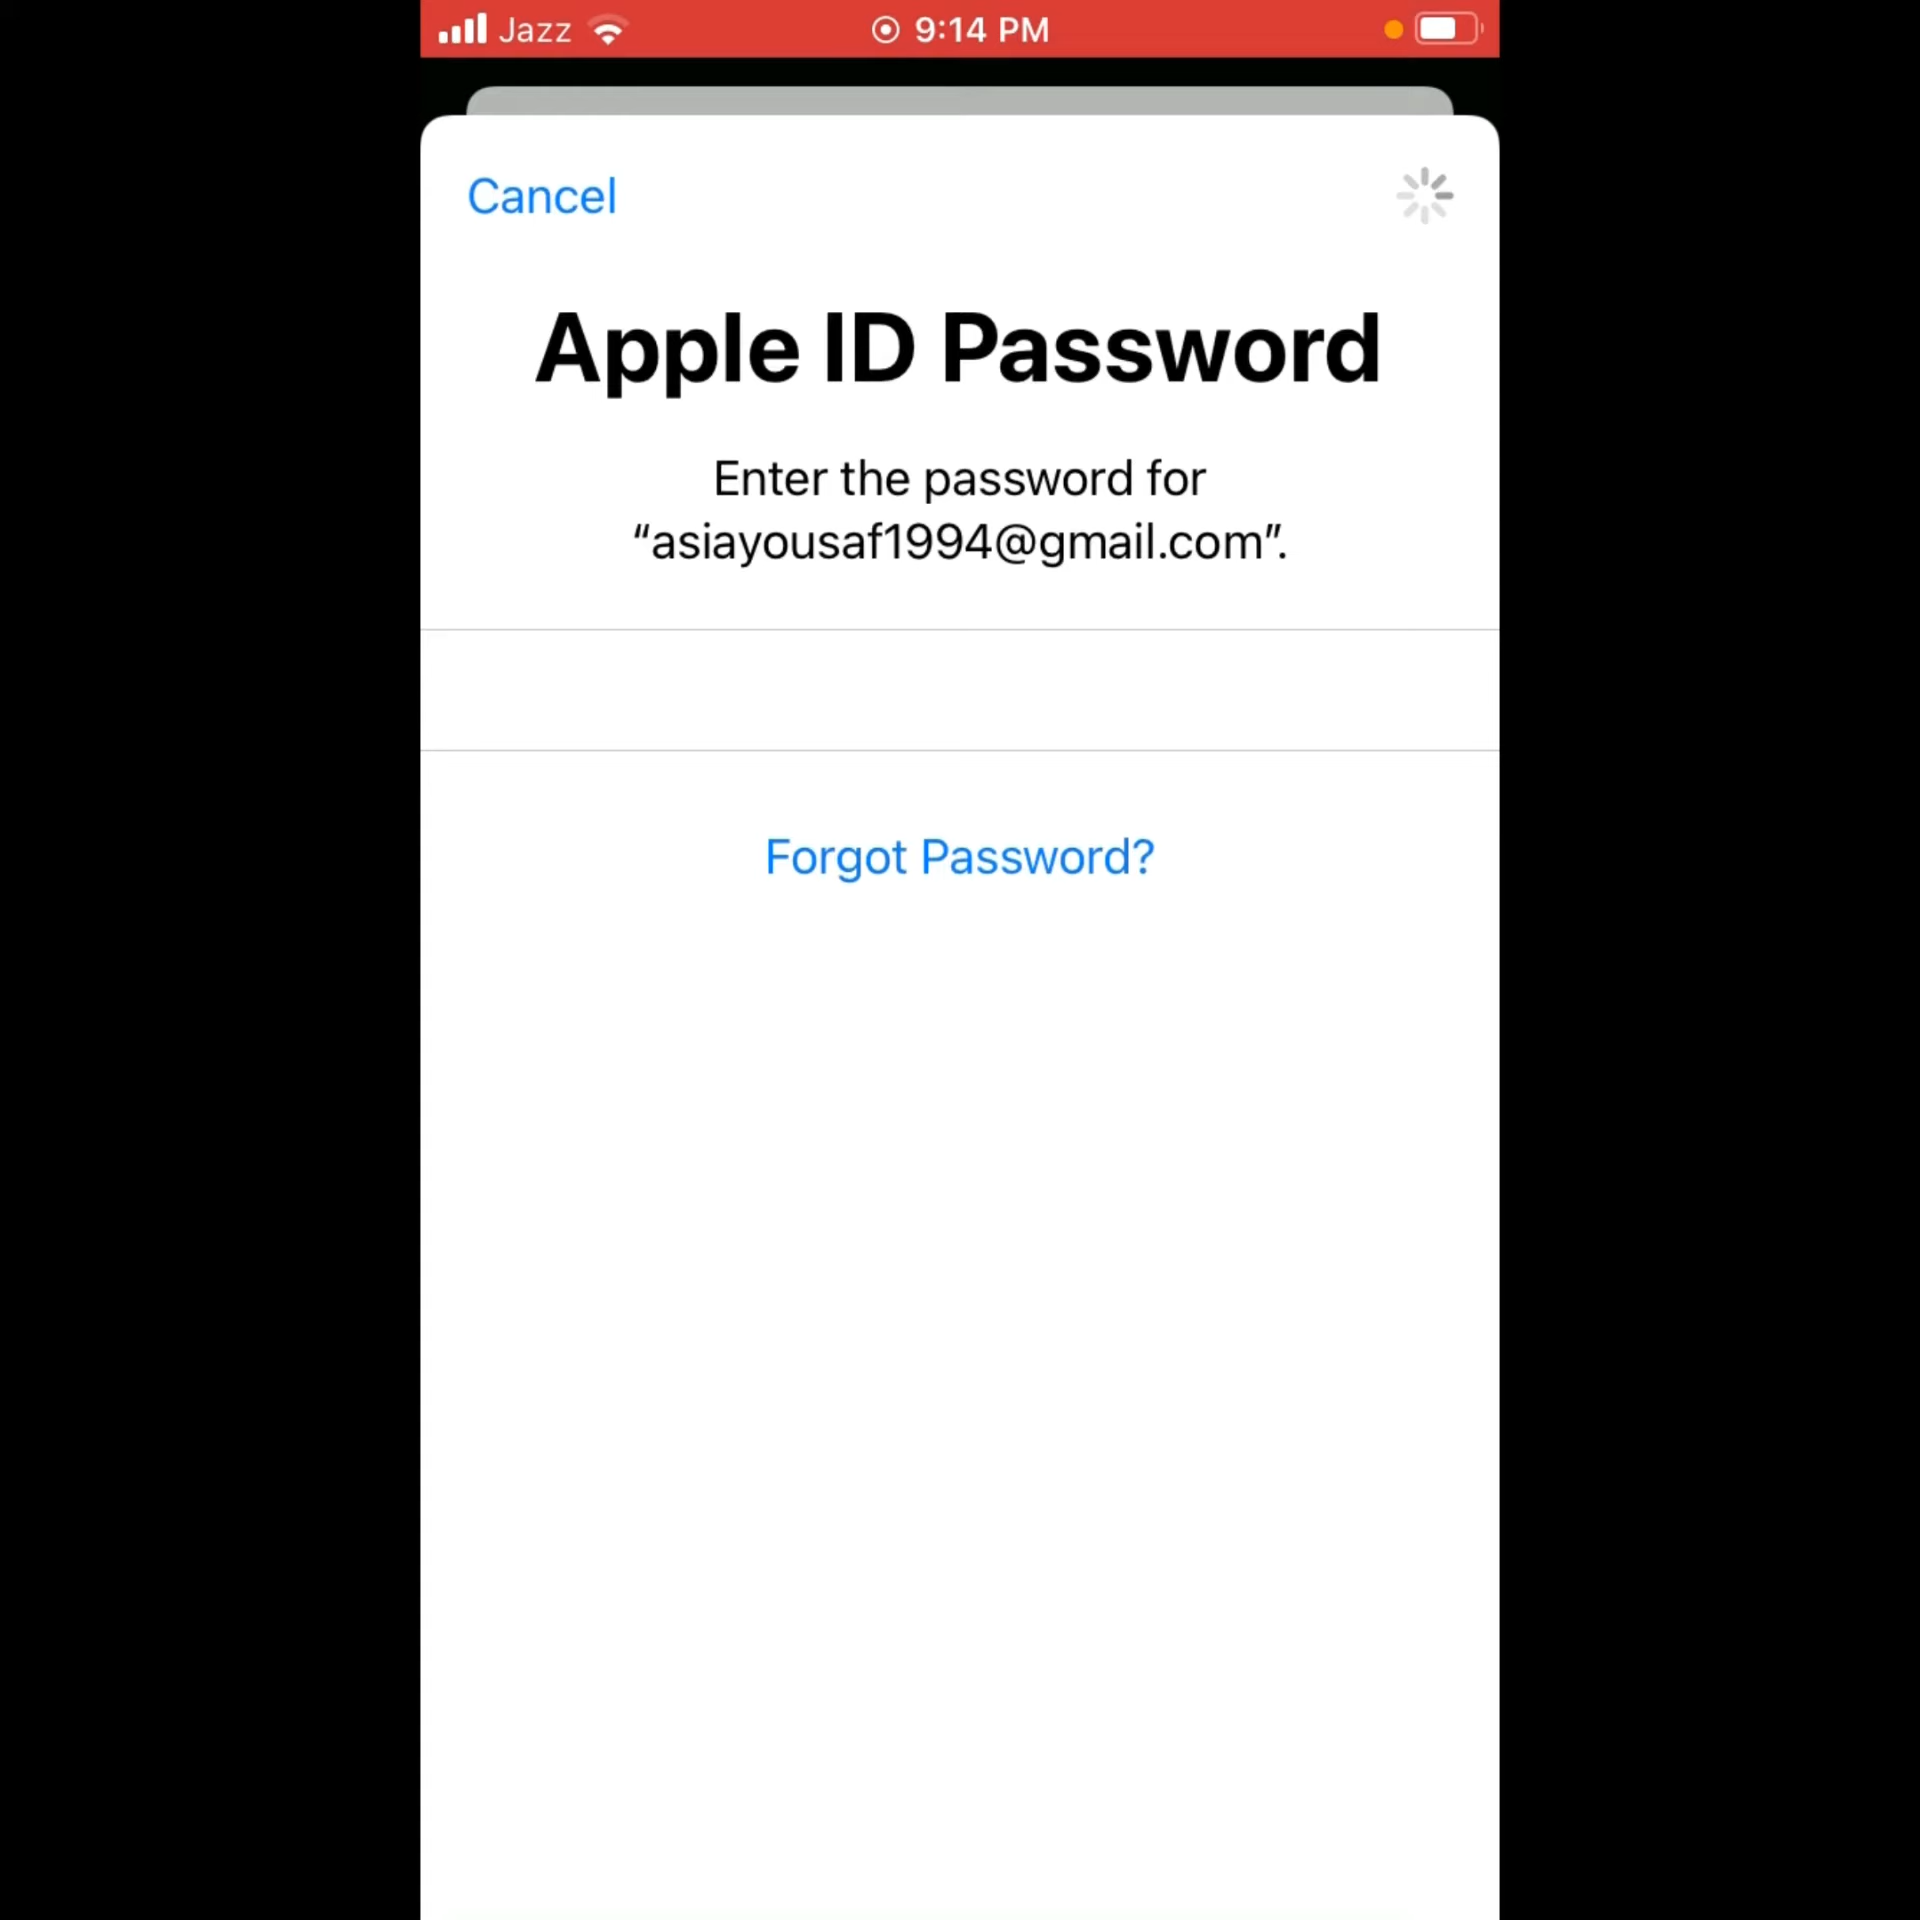 Jazz 9:14 PM
Cancel
Apple ID Password
Enter the password for
“asiayousaf1994@gmail.com”.
Forgot Password?